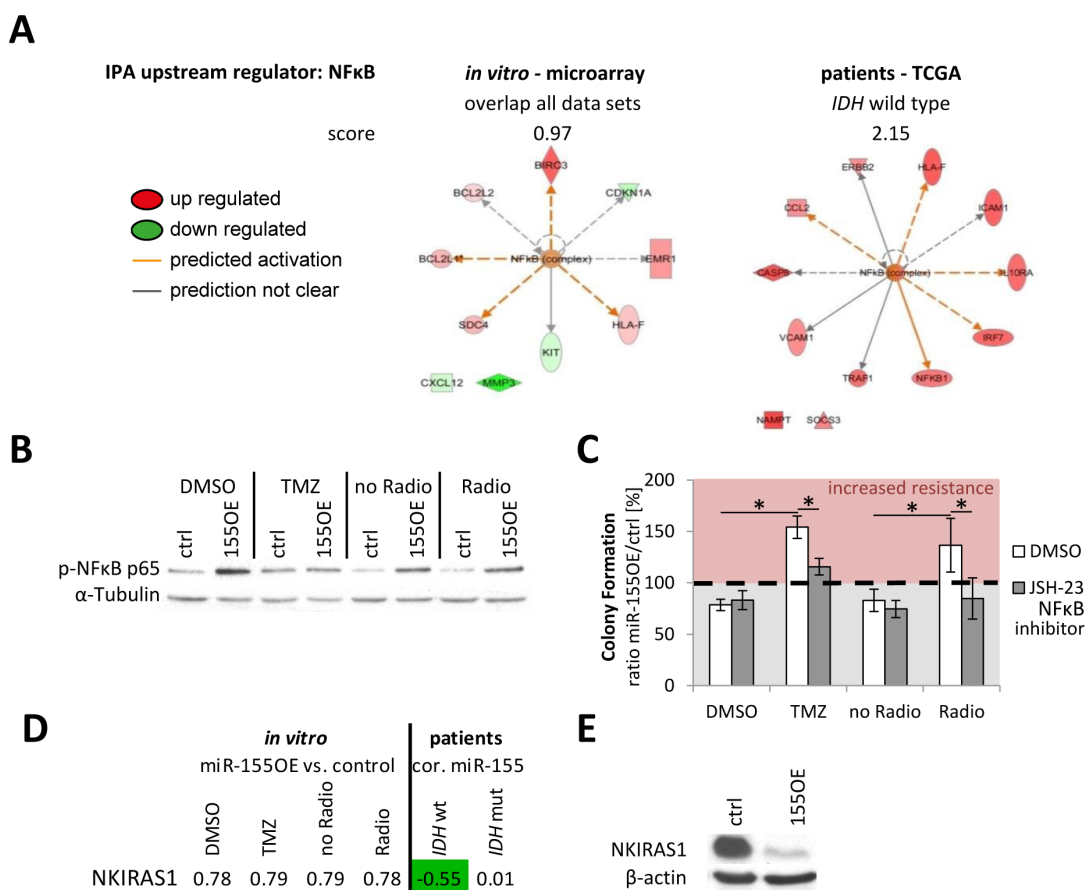 A
IPA upstream regulator: NFκB
in vitro - microarray
patients - TCGA
overlap all data sets
IDH wild type
score
0.97
2.15
up regulated
down regulated
predicted activation
prediction not clear
BIRC3
BCL2L2
CDKN1A
NFkB (complex)
EMR1
SDC4
HLA-F
KIT
CXCL12
MMP3
ERBB2
HLA-F
CCL2
ICAM1
NFkB (complex)
IL10RA
VCAM1
IRF7
TRAF1
NFKB1
NAMPT
SOCS3
B
DMSO
TMZ
no Radio
Radio
ctrl
155OE
ctrl
155OE
ctrl
155OE
ctrl
155OE
p-NFκB p65
α-Tubulin
C
Colony Formation
ratio miR-155OE/ctrl [%]
200
150
100
50
0
increased resistance
*
*
*
*
DMSO
TMZ
no Radio
Radio
DMSO
JSH-23
NFκB
inhibitor
D
in vitro
patients
miR-155OE vs. control
cor. miR-155
DMSO
TMZ
no Radio
Radio
IDH wt
IDH mut
NKIRAS1 0.78 0.79 0.79 0.78 -0.55 0.01
E
ctrl
155OE
NKIRAS1
β-actin